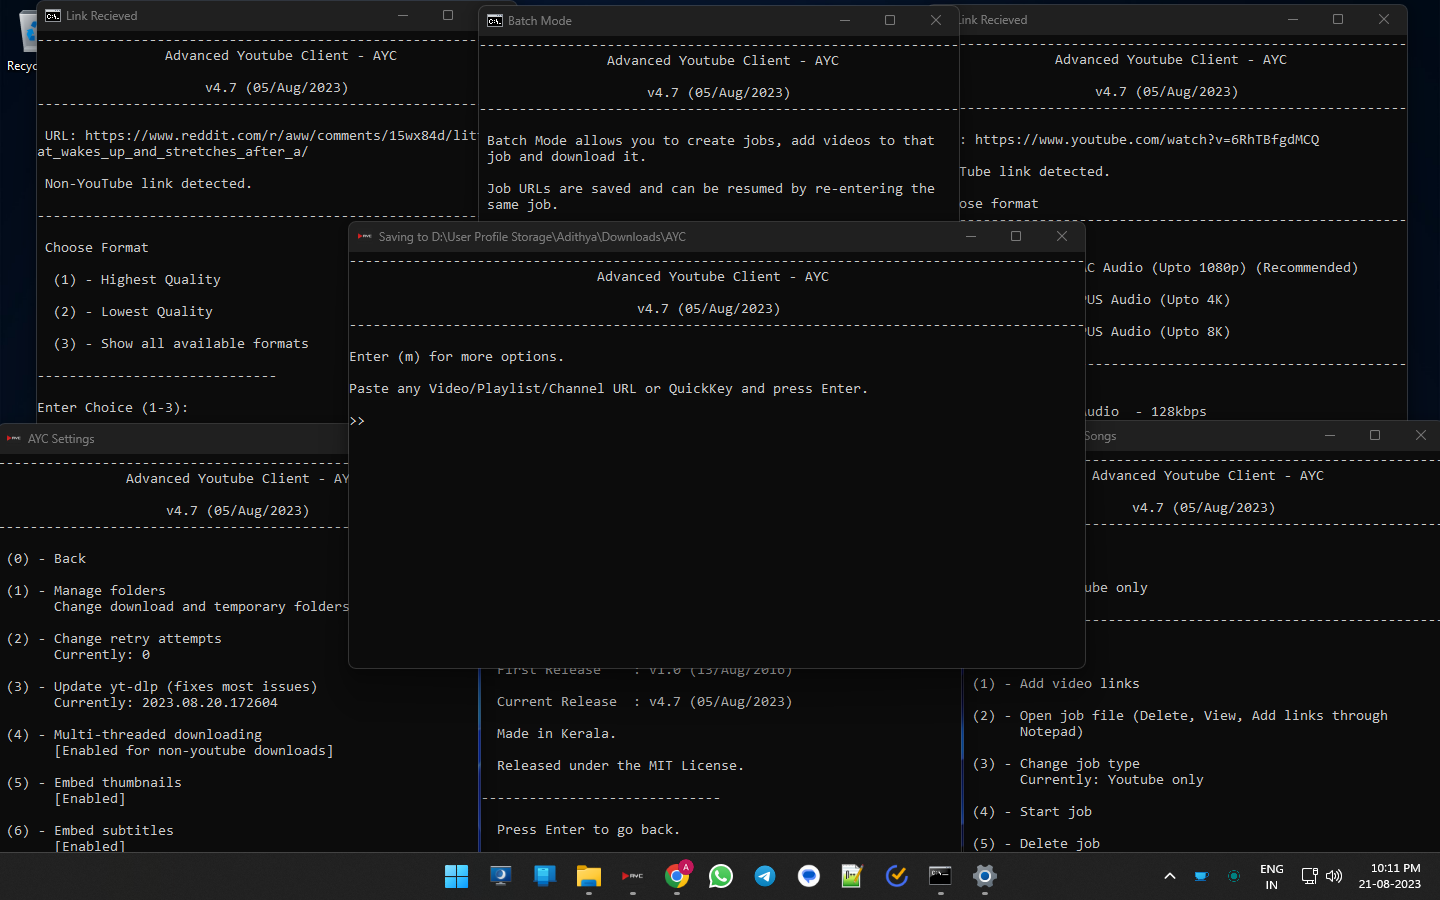 Recyc
Link Recieved
Advanced Youtube Client - AYC
v4.7 (05/Aug/2023)
URL: https://www.reddit.com/r/aww/comments/15wx84d/lit
at_wakes_up_and_stretches_after_a/
Non-YouTube link detected.
Choose Format
(1) - Highest Quality
(2) - Lowest Quality
(3) - Show all available formats
Enter Choice (1-3):
Batch Mode
Advanced Youtube Client - AYC
v4.7 (05/Aug/2023)
Batch Mode allows you to create jobs, add videos to that
job and download it.
Job URLs are saved and can be resumed by re-entering the
same job.
Link Recieved
Advanced Youtube Client - AYC
v4.7 (05/Aug/2023)
: https://www.youtube.com/watch?v=6RhTBfgdMCQ
Tube link detected.
ose format
C Audio (Upto 1080p) (Recommended)
US Audio (Upto 4K)
US Audio (Upto 8K)
udio - 128kbps
Saving to D:\User Profile Storage\Adithya\Downloads\AYC
Advanced Youtube Client - AYC
v4.7 (05/Aug/2023)
Enter (m) for more options.
Paste any Video/Playlist/Channel URL or QuickKey and press Enter.
>>
AYC Settings
Advanced Youtube Client - AY
v4.7 (05/Aug/2023)
(0) - Back
(1) - Manage folders
Change download and temporary folders
(2) - Change retry attempts
Currently: 0
(3) - Update yt-dlp (fixes most issues)
Currently: 2023.08.20.172604
(4) - Multi-threaded downloading
[Enabled for non-youtube downloads]
(5) - Embed thumbnails
[Enabled]
(6) - Embed subtitles
[Enabled]
First Release : v1.0 (13/Aug/2016)
Current Release : v4.7 (05/Aug/2023)
Made in Kerala.
Released under the MIT License.
Press Enter to go back.
Songs
Advanced Youtube Client - AYC
v4.7 (05/Aug/2023)
ube only
(1) - Add video links
(2) - Open job file (Delete, View, Add links through
Notepad)
(3) - Change job type
Currently: Youtube only
(4) - Start job
(5) - Delete job
A
ENG
IN
10:11 PM
21-08-2023